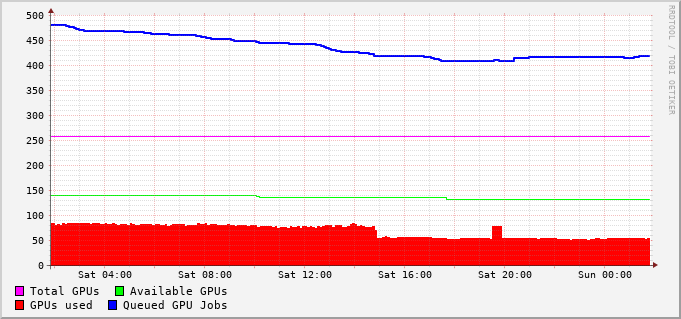 RRDTOOL / TOBI OETIKER
500
450
400
350
300
250
200
150
100
50
0
Sat 04:00 Sat 08:00 Sat 12:00 Sat 16:00 Sat 20:00 Sun 00:00
Total GPUs Available GPUs
GPUs used Queued GPU Jobs